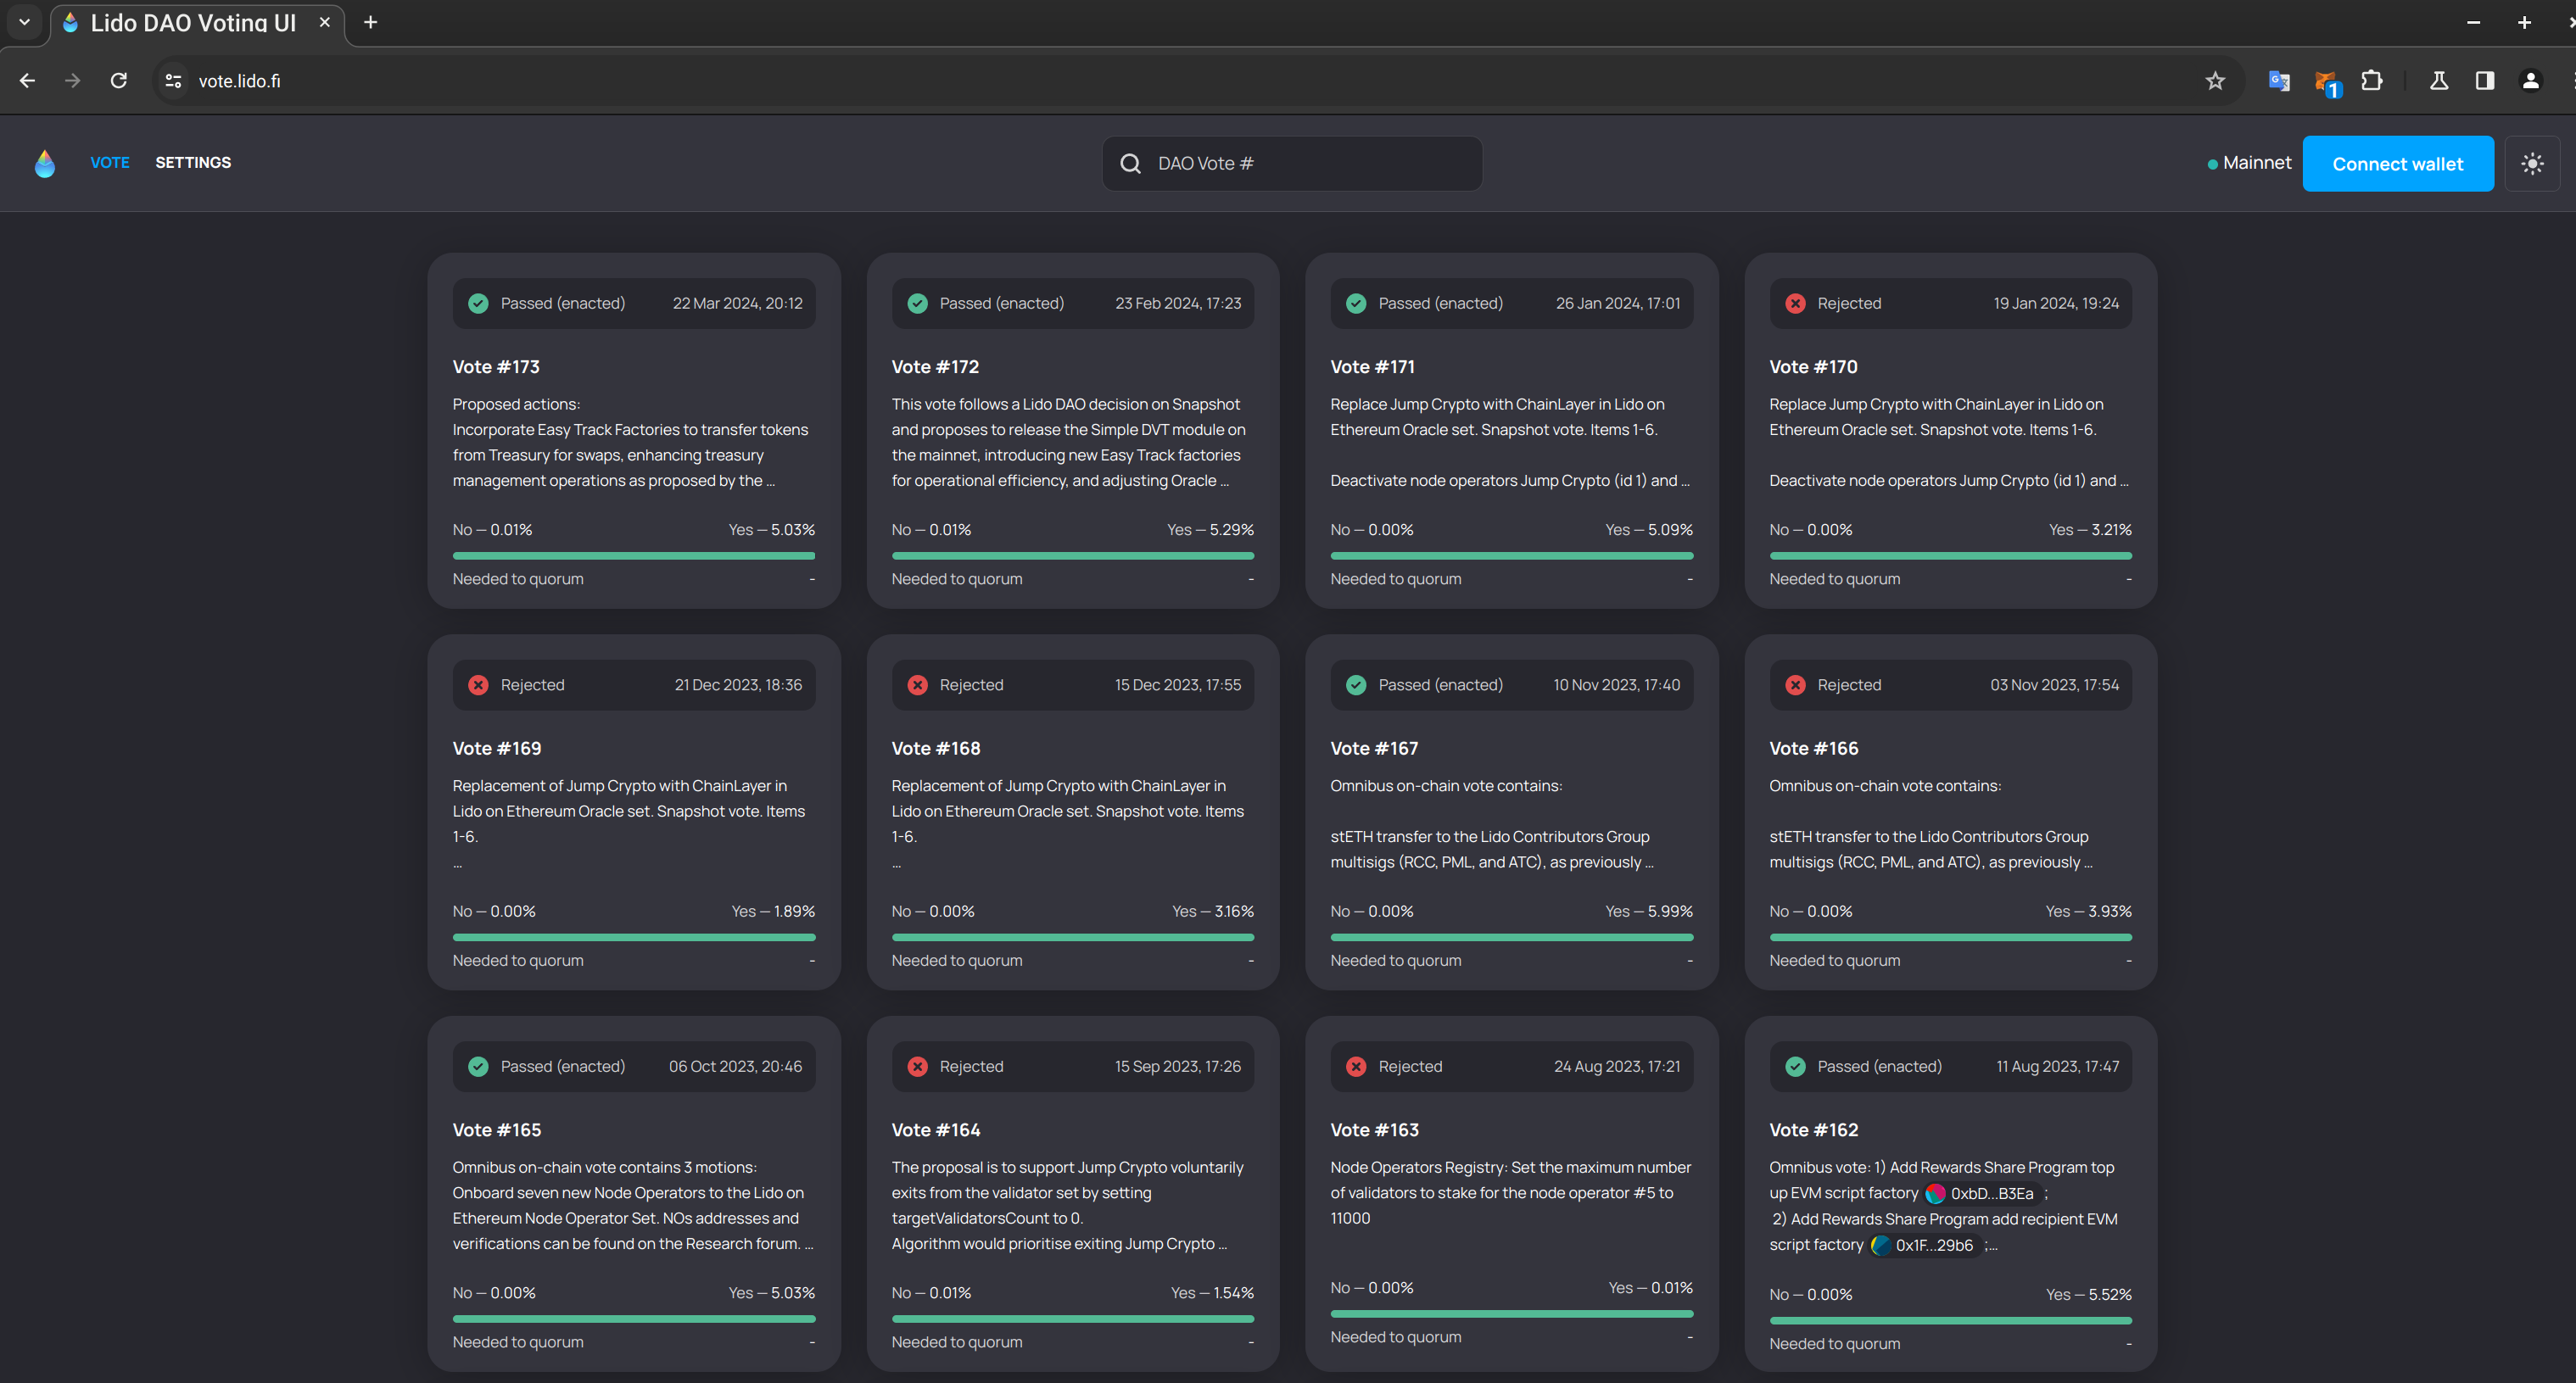 Lido DAO Voting UI
vote.lido.fi
1
VOTE SETTINGS
DAO Vote #
Mainnet
Connect wallet
Passed (enacted) 22 Mar 2024, 20:12
Vote #173
Proposed actions:
Incorporate Easy Track Factories to transfer tokens
from Treasury for swaps, enhancing treasury
management operations as proposed by the ...
No — 0.01% Yes — 5.03%
Needed to quorum -
Passed (enacted) 23 Feb 2024, 17:23
Vote #172
This vote follows a Lido DAO decision on Snapshot
and proposes to release the Simple DVT module on
the mainnet, introducing new Easy Track factories
for operational efficiency, and adjusting Oracle ...
No — 0.01% Yes — 5.29%
Needed to quorum -
Passed (enacted) 26 Jan 2024, 17:01
Vote #171
Replace Jump Crypto with ChainLayer in Lido on
Ethereum Oracle set. Snapshot vote. Items 1-6.
Deactivate node operators Jump Crypto (id 1) and ...
No — 0.00% Yes — 5.09%
Needed to quorum -
Rejected 19 Jan 2024, 19:24
Vote #170
Replace Jump Crypto with ChainLayer in Lido on
Ethereum Oracle set. Snapshot vote. Items 1-6.
Deactivate node operators Jump Crypto (id 1) and ...
No — 0.00% Yes — 3.21%
Needed to quorum -
Rejected 21 Dec 2023, 18:36
Vote #169
Replacement of Jump Crypto with ChainLayer in
Lido on Ethereum Oracle set. Snapshot vote. Items
1-6.
...
No — 0.00% Yes — 1.89%
Needed to quorum -
Rejected 15 Dec 2023, 17:55
Vote #168
Replacement of Jump Crypto with ChainLayer in
Lido on Ethereum Oracle set. Snapshot vote. Items
1-6.
...
No — 0.00% Yes — 3.16%
Needed to quorum -
Passed (enacted) 10 Nov 2023, 17:40
Vote #167
Omnibus on-chain vote contains:
stETH transfer to the Lido Contributors Group
multisigs (RCC, PML, and ATC), as previously ...
No — 0.00% Yes — 5.99%
Needed to quorum -
Rejected 03 Nov 2023, 17:54
Vote #166
Omnibus on-chain vote contains:
stETH transfer to the Lido Contributors Group
multisigs (RCC, PML, and ATC), as previously ...
No — 0.00% Yes — 3.93%
Needed to quorum -
Passed (enacted) 06 Oct 2023, 20:46
Vote #165
Omnibus on-chain vote contains 3 motions:
Onboard seven new Node Operators to the Lido on
Ethereum Node Operator Set. NOs addresses and
verifications can be found on the Research forum. ...
No — 0.00% Yes — 5.03%
Needed to quorum -
Rejected 15 Sep 2023, 17:26
Vote #164
The proposal is to support Jump Crypto voluntarily
exits from the validator set by setting
targetValidatorsCount to 0.
Algorithm would prioritise exiting Jump Crypto ...
No — 0.01% Yes — 1.54%
Needed to quorum -
Rejected 24 Aug 2023, 17:21
Vote #163
Node Operators Registry: Set the maximum number
of validators to stake for the node operator #5 to
11000
No — 0.00% Yes — 0.01%
Needed to quorum -
Passed (enacted) 11 Aug 2023, 17:47
Vote #162
Omnibus vote: 1) Add Rewards Share Program top
up EVM script factory 0xbD...B3Ea ;
2) Add Rewards Share Program add recipient EVM
script factory 0x1F...29b6 ;...
No — 0.00% Yes — 5.52%
Needed to quorum -